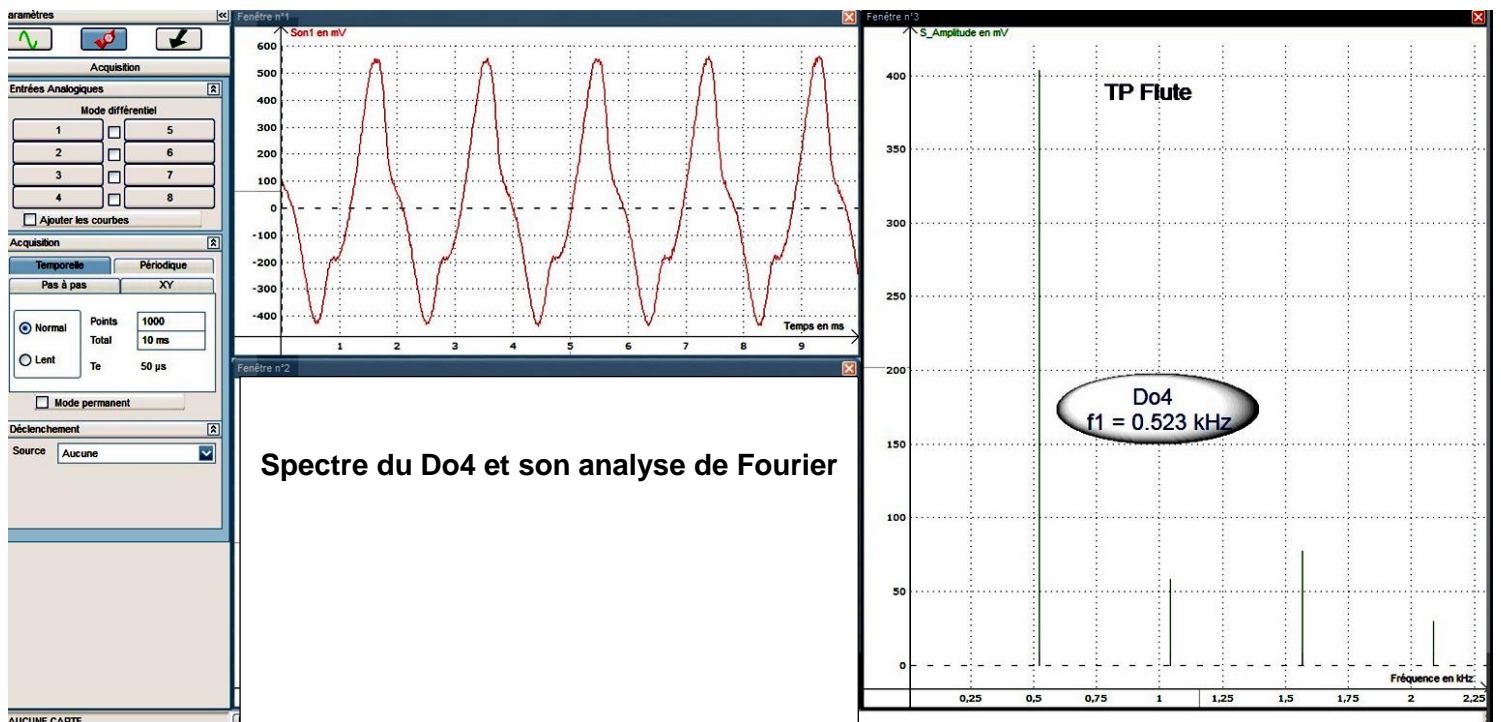 aramètres
Acquisition
Entrées Analogiques
Mode différentiel
1 5
2 6
3 7
4 8
Ajouter les courbes
Acquisition
Temporelle Périodique
Pas à pas XY
Normal
Lent
Points 1000
Total 10 ms
Te 50 µs
Mode permanent
Déclenchement
Source Aucune
AUCUNE CARTE
Fenêtre n°1
Son1 en mV
600
500
400
300
200
100
0
-100
-200
-300
-400
Temps en ms
1 2 3 4 5 6 7 8 9
Fenêtre n°2
Spectre du Do4 et son analyse de Fourier
Fenêtre n°3
S_Amplitude en mV
TP Flute
400
350
300
250
200
150
100
50
0
Do4
f1 = 0.523 kHz
Fréquence en kHz
0,25 0,5 0,75 1 1,25 1,5 1,75 2 2,25